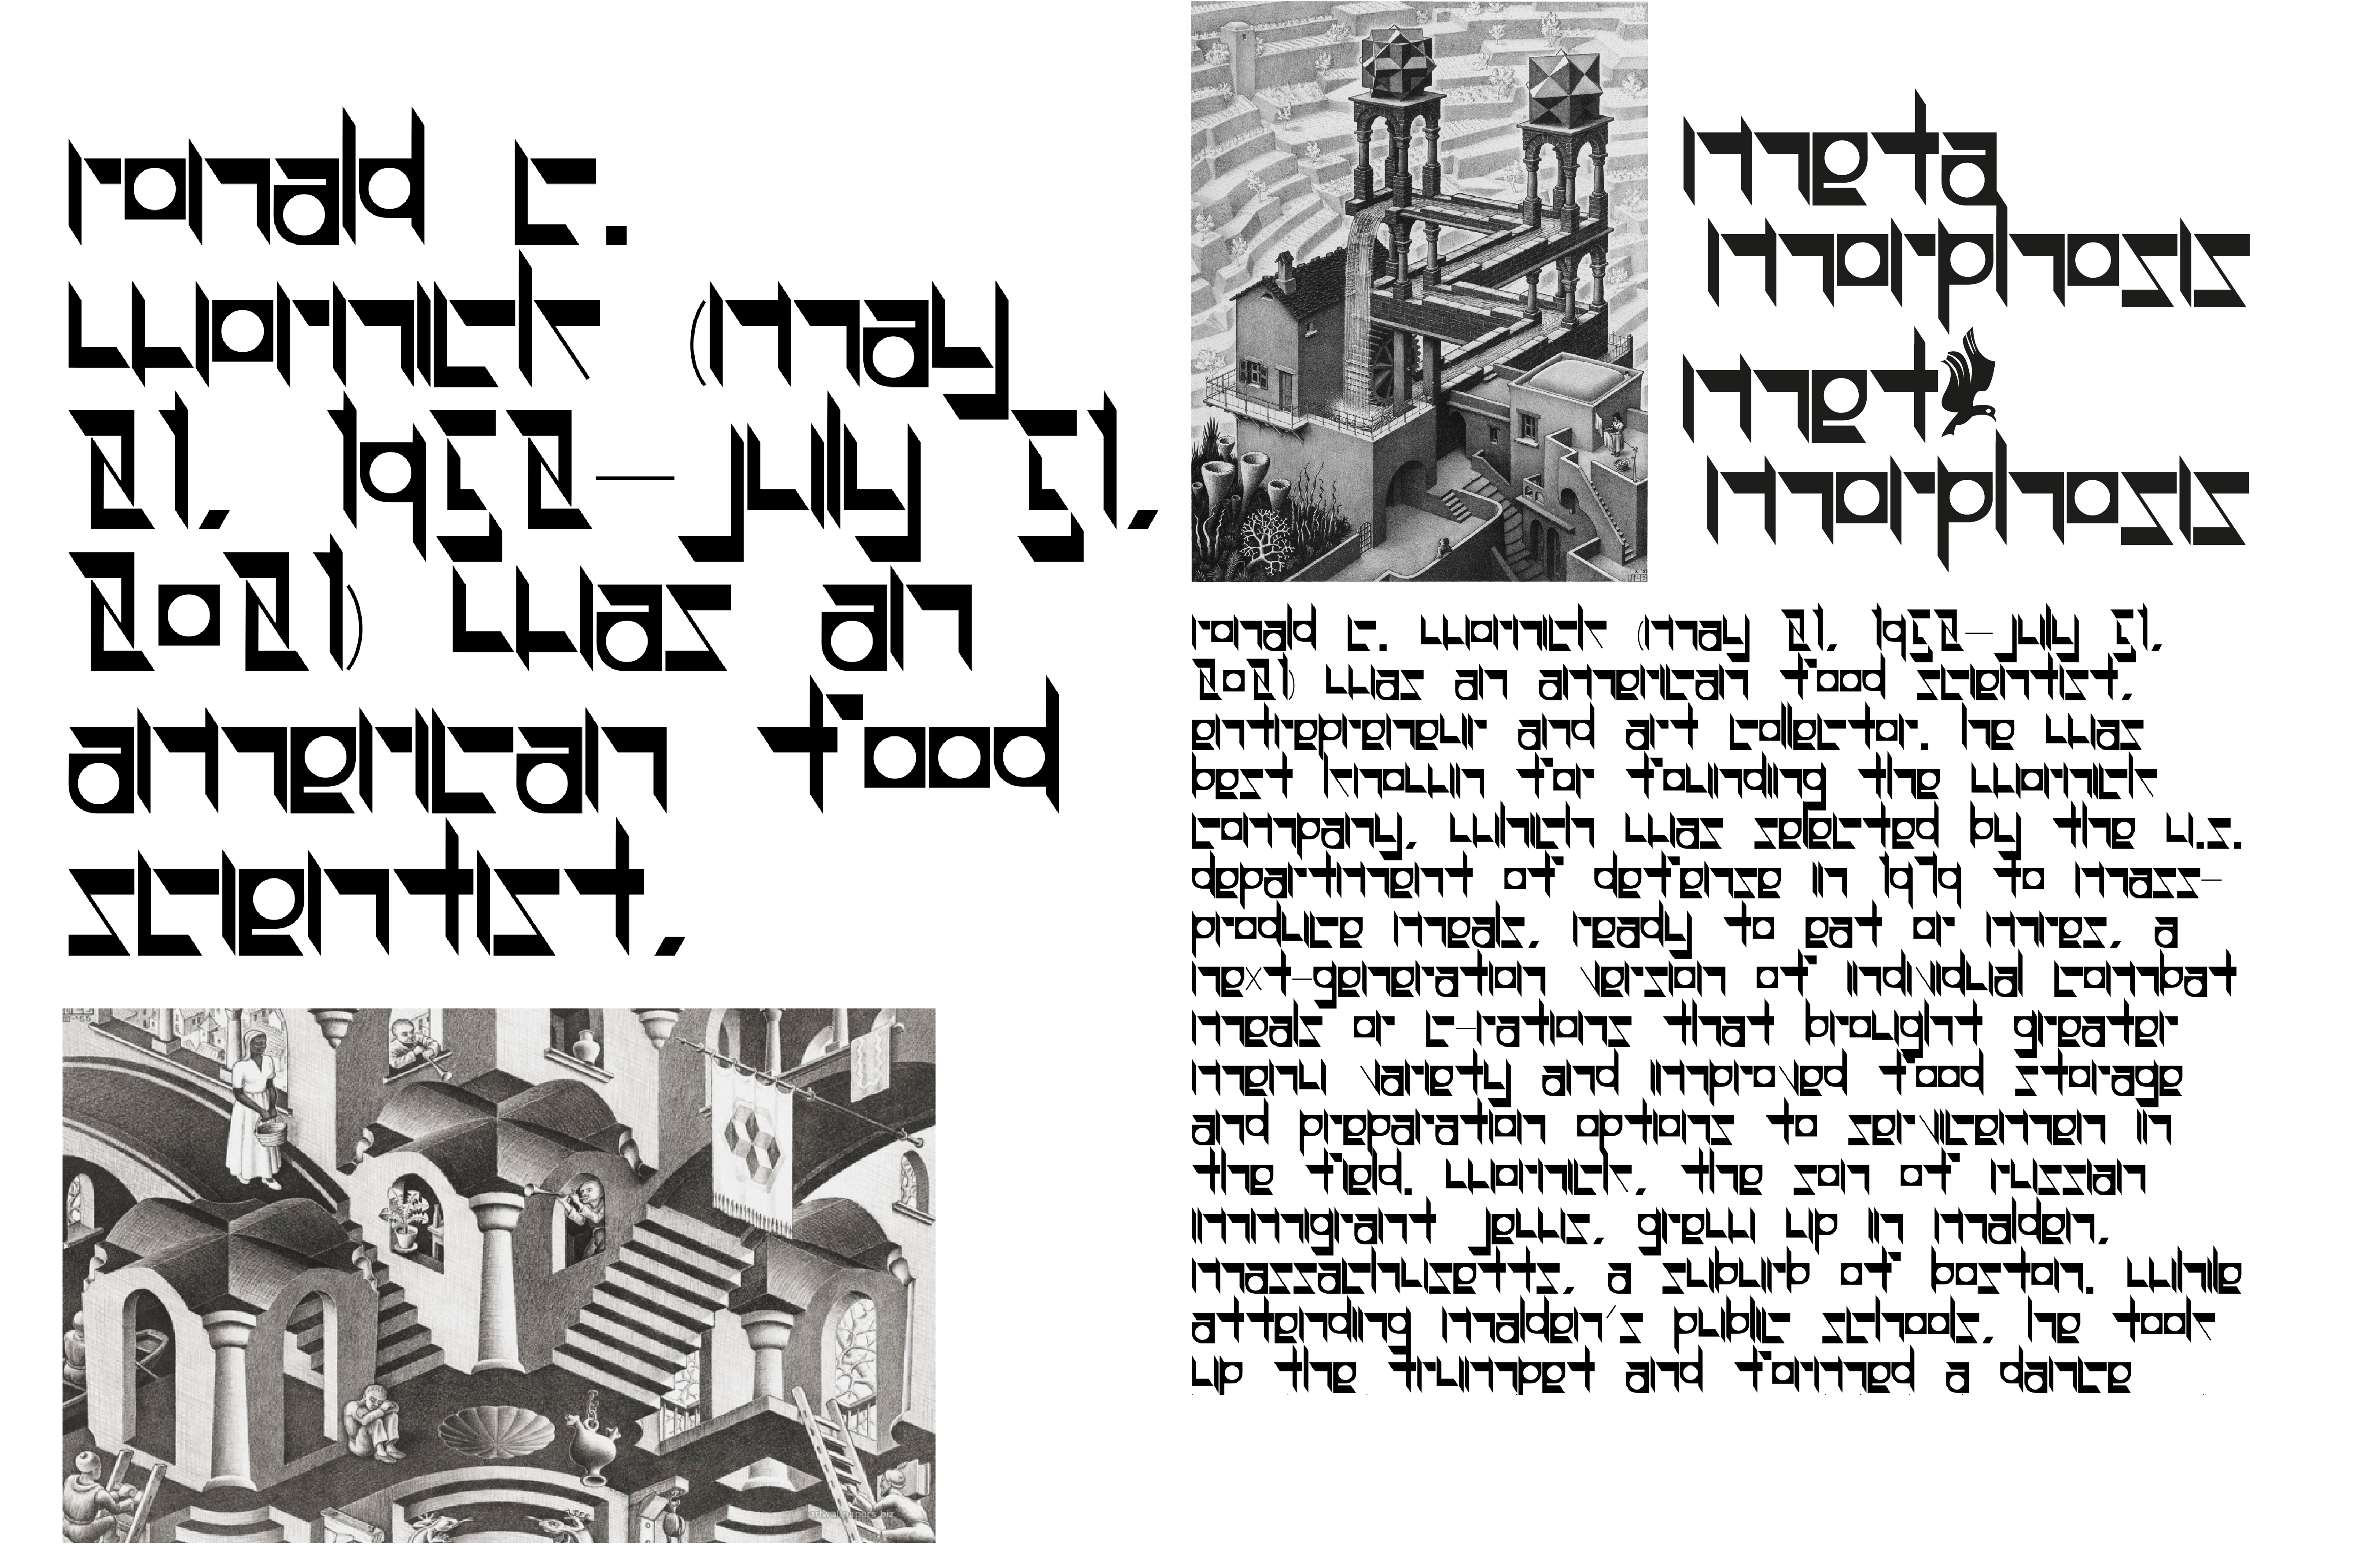 ronald c.
wornick (may
21, 1932–july 31,
2021) was an
american food
scientist,
meta
morphosis
met
morphosis
ronald c. wornick (may 21, 1932–july 31,
2021) was an american food scientist,
entrepreneur and art collector. he was
best known for founding the wornick
company, which was selected by the u.s.
department of defense in 1979 to mass-
produce meals, ready to eat or mres, a
next-generation version of individual combat
meals or c-rations that brought greater
menu variety and improved food storage
and preparation options to servicemen in
the field. wornick, the son of russian
immigrant jews, grew up in malden,
massachusetts, a suburb of boston. while
attending malden's public schools, he took
up the trumpet and formed a dance